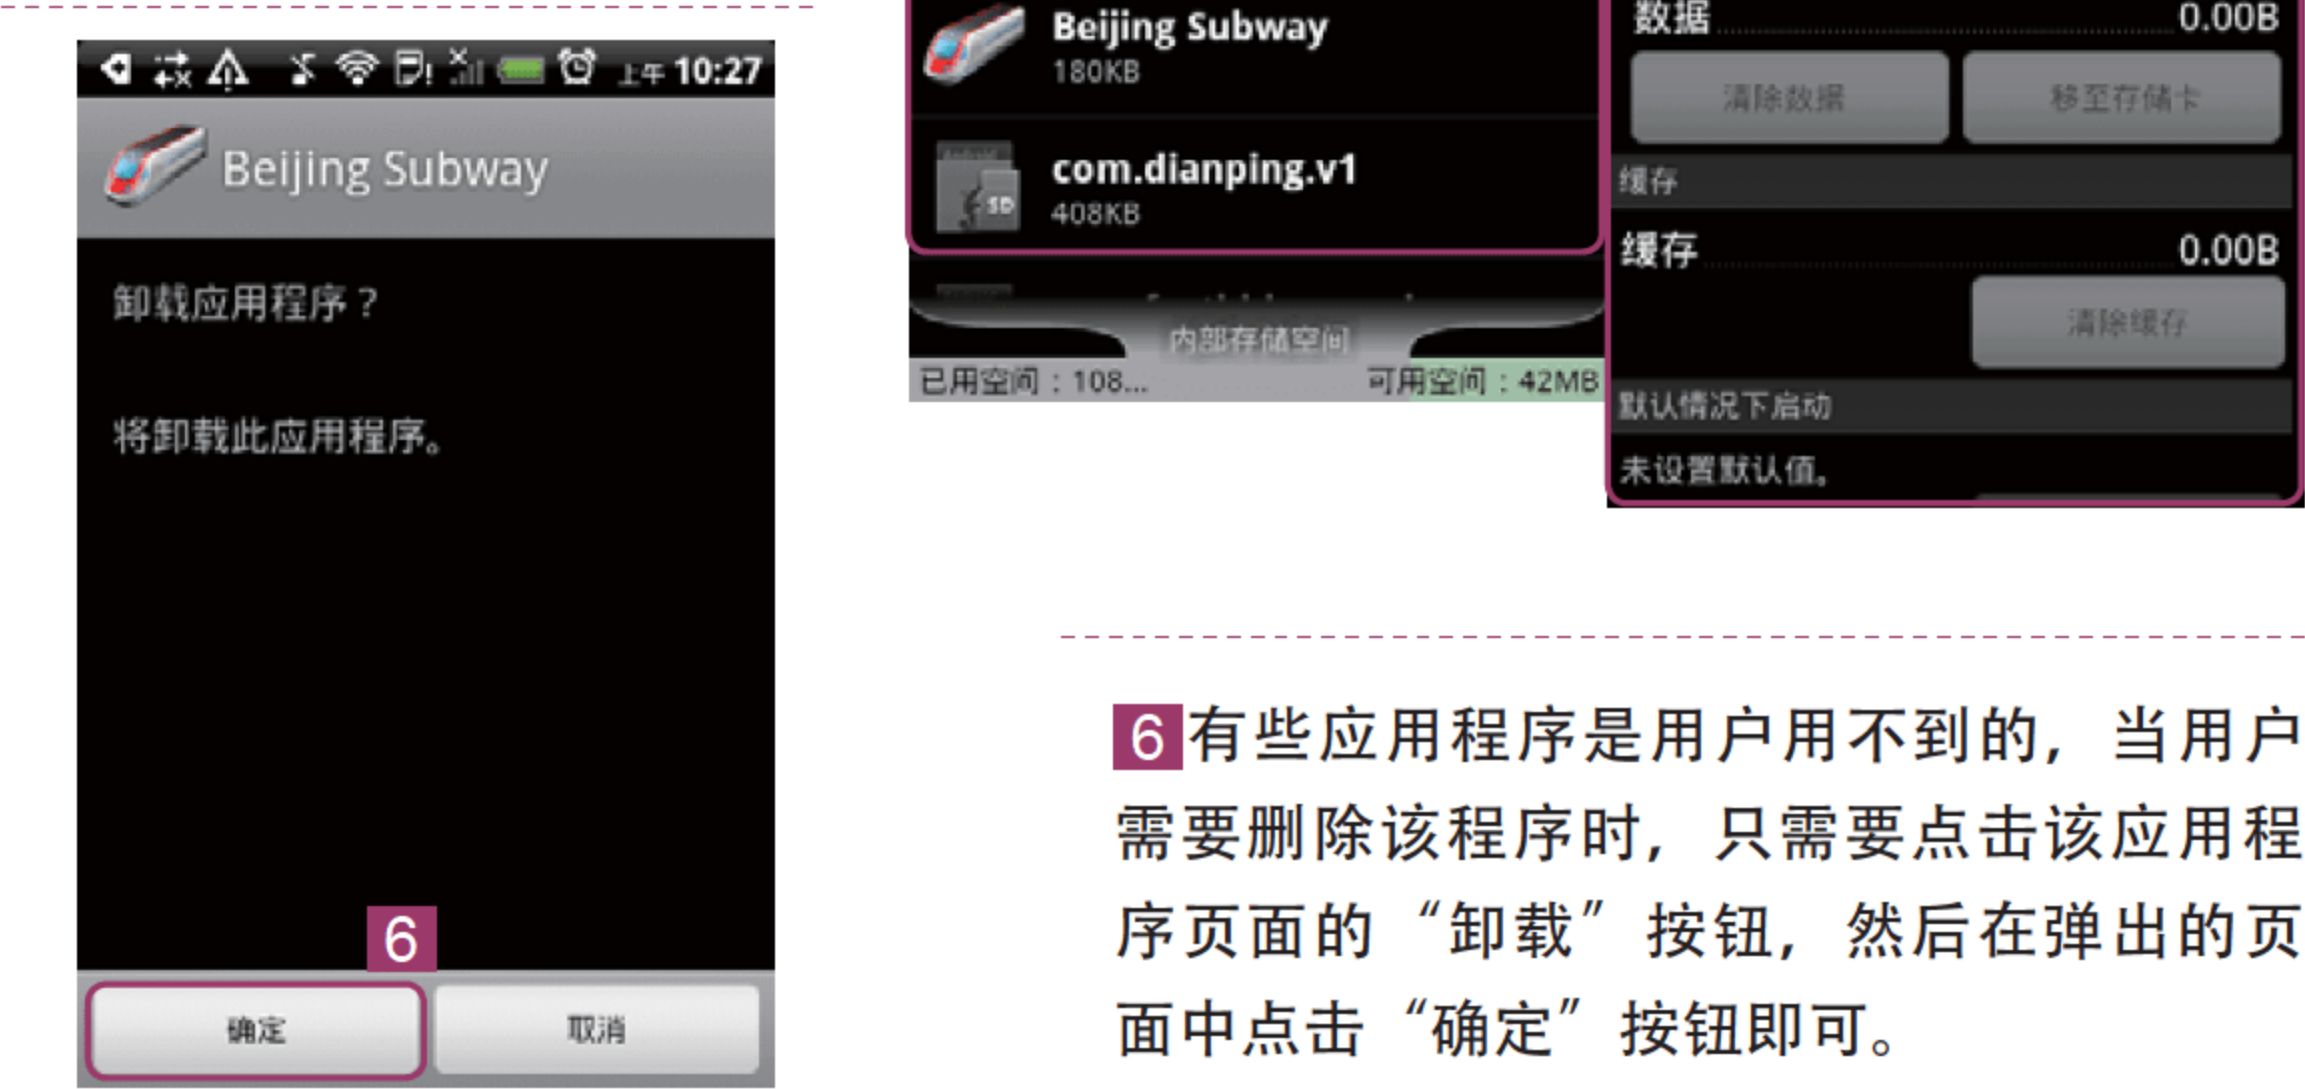 上午 10:27
Beijing Subway
卸载应用程序？
将卸载此应用程序。
6
确定
取消
Beijing Subway
180KB
com.dianping.v1
SD
408KB
内部存储空间
已用空间：108...
可用空间：42MB
数据
0.00B
清除数据
移至存储卡
缓存
缓存
0.00B
清除缓存
默认情况下启动
未设置默认值。
6 有些应用程序是用户用不到的，当用户
需要删除该程序时，只需要点击该应用程
序页面的“卸载”按钮，然后在弹出的页
面中点击“确定”按钮即可。